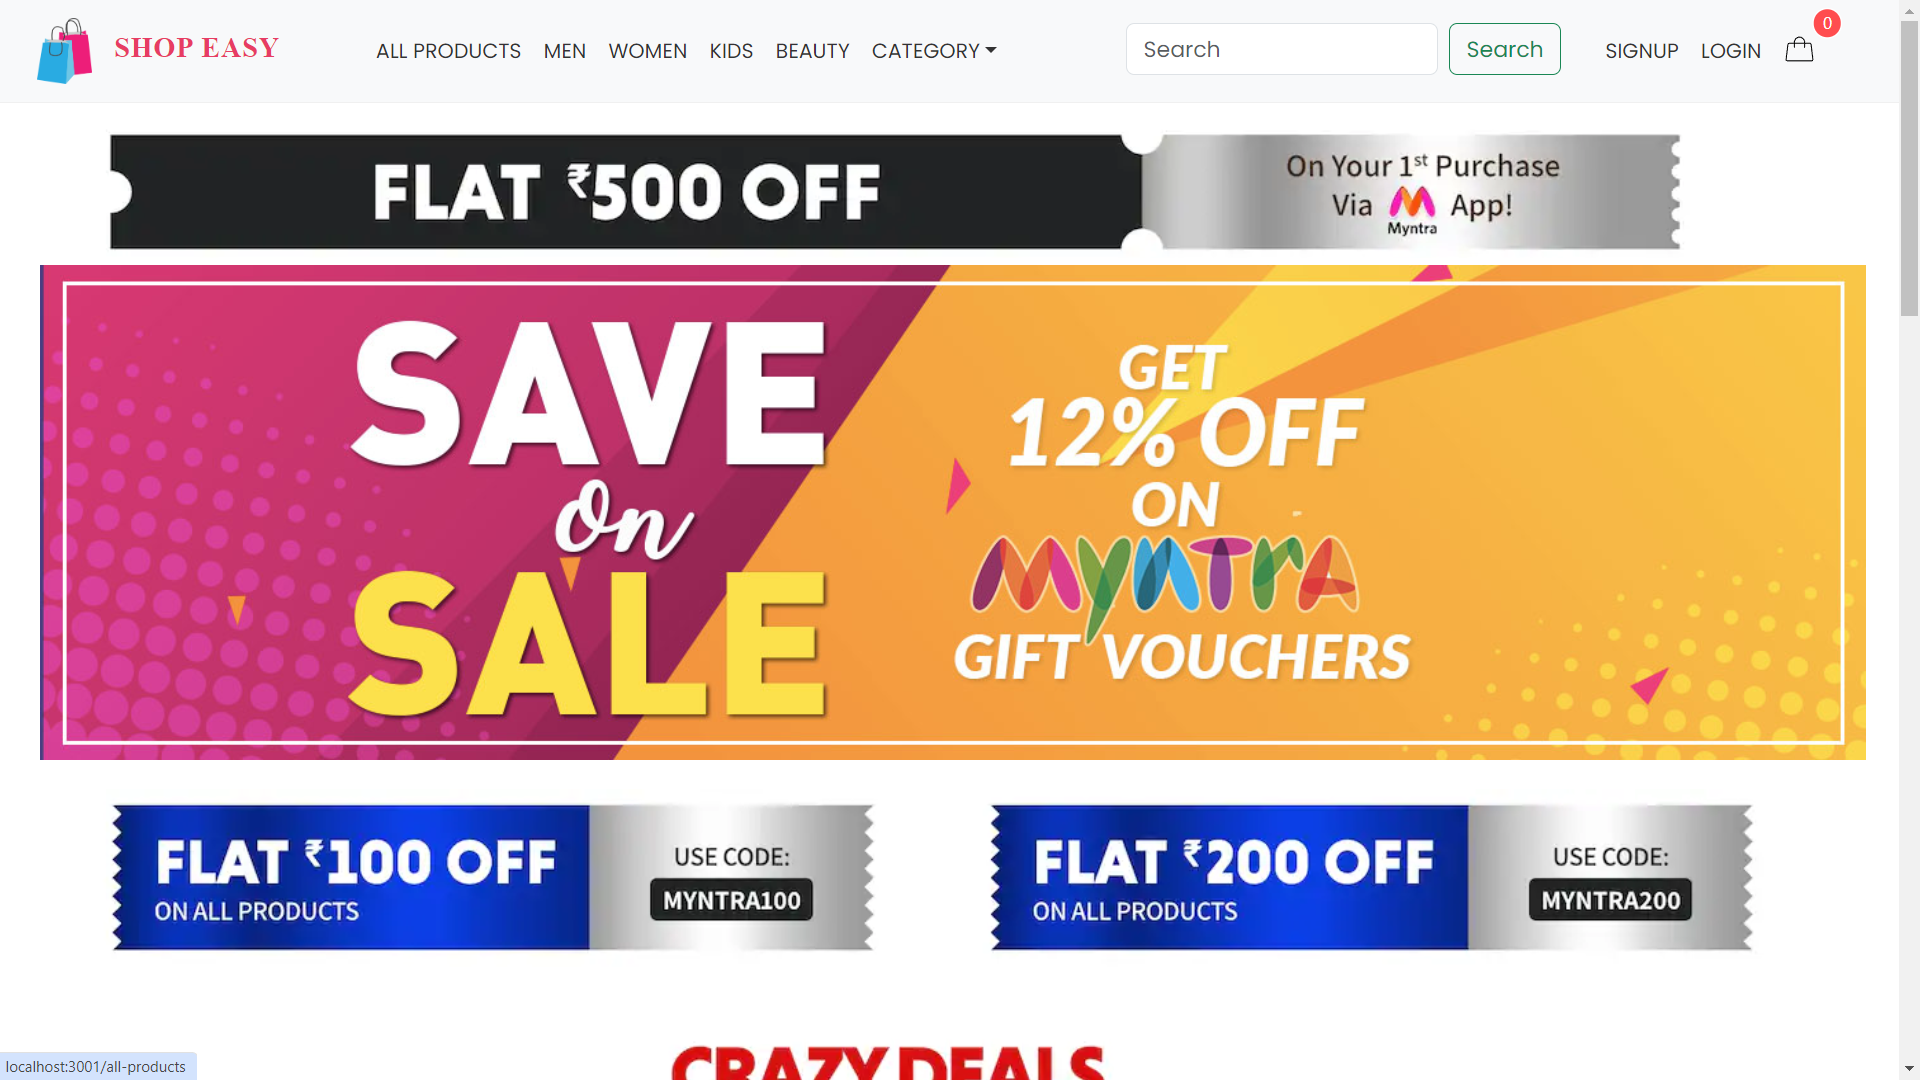 SHOP EASY
ALL PRODUCTS MEN WOMEN KIDS BEAUTY CATEGORY
Search
Search
SIGNUP LOGIN
0
FLAT ₹500 OFF
On Your 1st Purchase
Via Myntra App!
SAVE
on
SALE
GET
12% OFF
ON
Myntra
GIFT VOUCHERS
FLAT ₹100 OFF
ON ALL PRODUCTS
USE CODE:
MYNTRA100
FLAT ₹200 OFF
ON ALL PRODUCTS
USE CODE:
MYNTRA200
CRAZY DEALS
localhost:3001/all-products